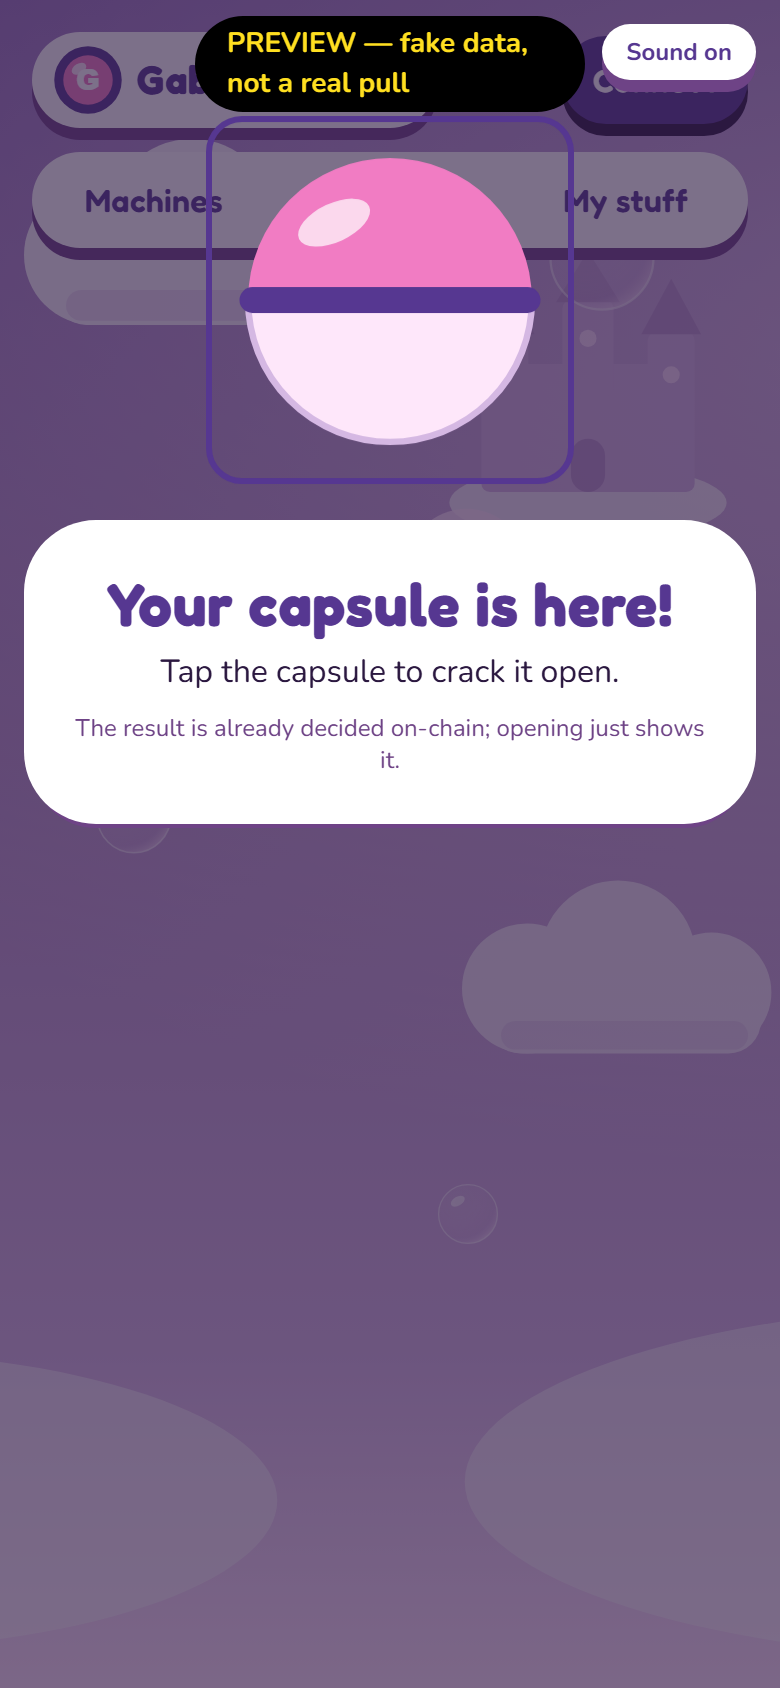 PREVIEW — fake data,
not a real pull
Sound on
G
Machines
My stuff
Your capsule is here!
Tap the capsule to crack it open.
The result is already decided on-chain; opening just shows
it.